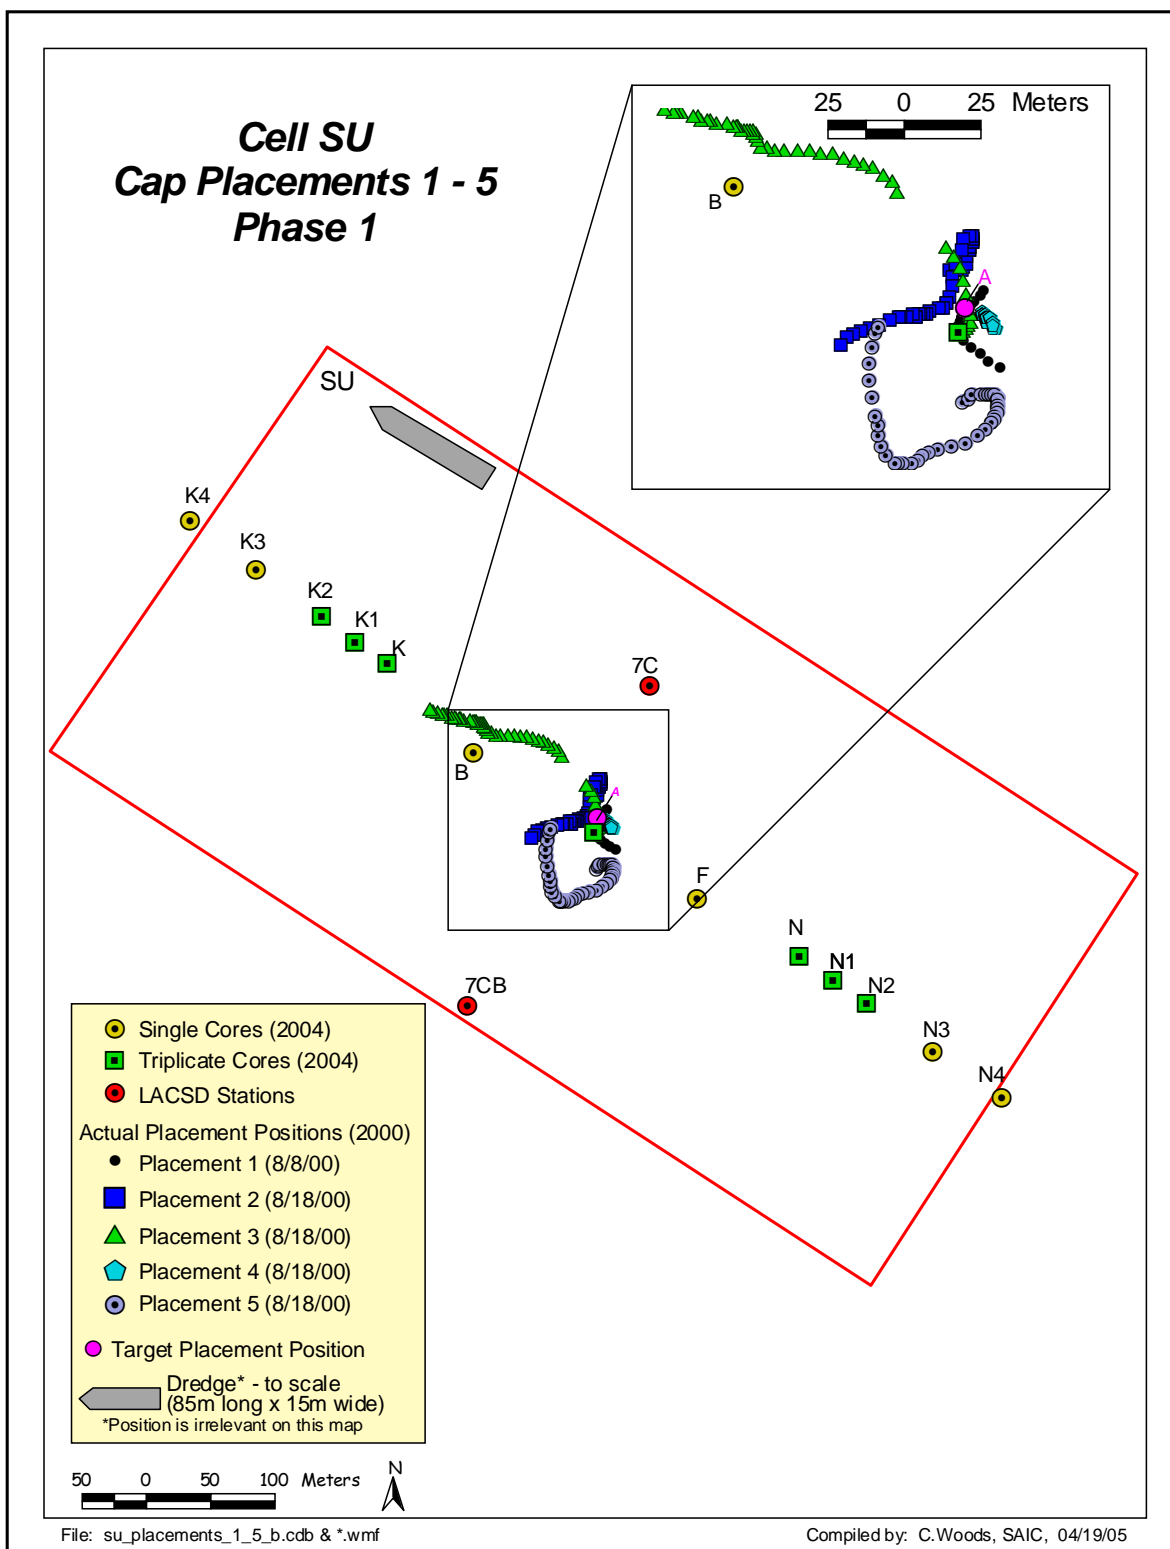 25 0 25 Meters
Cell SU
Cap Placements 1 - 5
Phase 1
B
A
SU
K4
K3
K2
K1
K
7C
B
A
F
N
N1
N2
7CB
N3
N4
Single Cores (2004)
Triplicate Cores (2004)
LACSD Stations
Actual Placement Positions (2000)
Placement 1 (8/8/00)
Placement 2 (8/18/00)
Placement 3 (8/18/00)
Placement 4 (8/18/00)
Placement 5 (8/18/00)
Target Placement Position
Dredge* - to scale
(85m long x 15m wide)
*Position is irrelevant on this map
50 0 50 100 Meters
N
File: su_placements_1_5_b.cdb & *.wmf
Compiled by: C.Woods, SAIC, 04/19/05